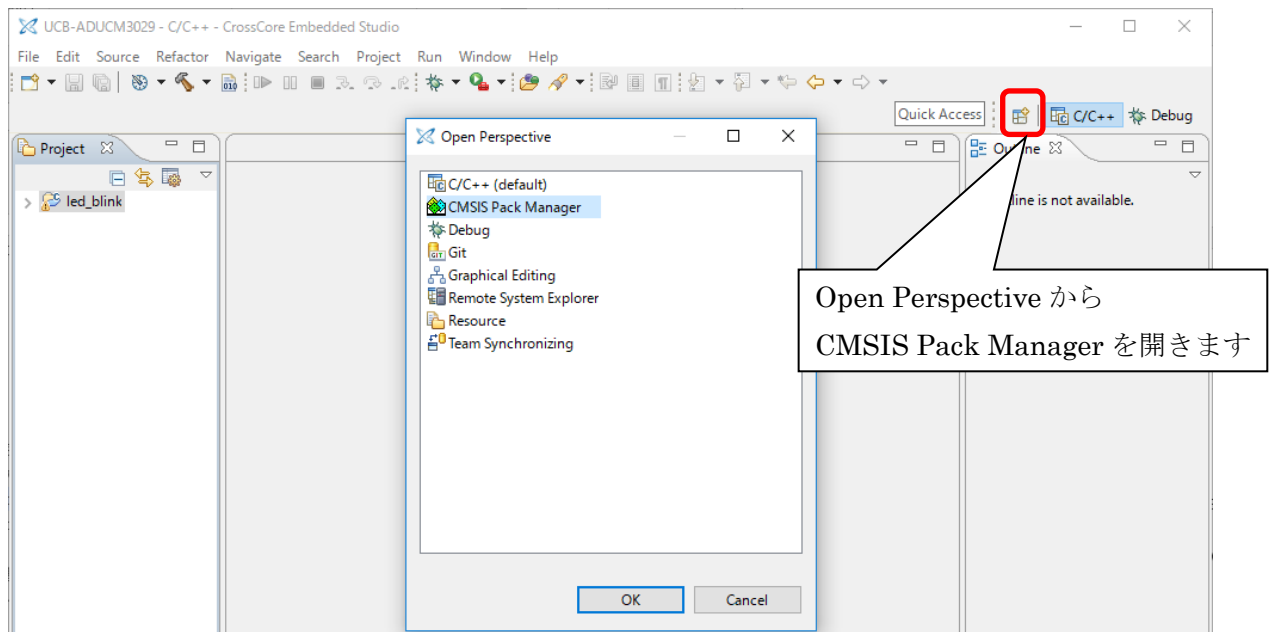 UCB-ADUCM3029 - C/C++ - CrossCore Embedded Studio
File Edit Source Refactor Navigate Search Project Run Window Help
Quick Access
C/C++
Debug
Project
led_blink
Open Perspective
C/C++ (default)
CMSIS Pack Manager
Debug
Git
Graphical Editing
Remote System Explorer
Resource
Team Synchronizing
OK
Cancel
line is not available.
Open Perspective から
CMSIS Pack Manager を開きます